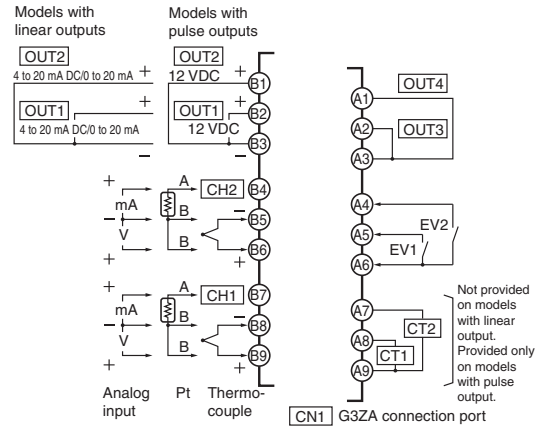 Models with
linear outputs
Models with
pulse outputs
OUT2
4 to 20 mA DC/0 to 20 mA +
OUT2
12 VDC +
B1
OUT1 +
4 to 20 mA DC/0 to 20 mA
OUT1 +
12 VDC
B2
B3
− −
+ mA − V +
A B B
CH2
B4
− B5
B6
+
+ mA − V +
A B B
CH1
B7
− B8
B9
+
Analog
input
Pt
Thermo-
couple
A1
OUT4
A2
OUT3
A3
A4
A5
EV1
EV2
A6
A7
CT2
A8
CT1
A9
Not provided
on models
with linear
output.
Provided only
on models
with pulse
output.
CN1 G3ZA connection port